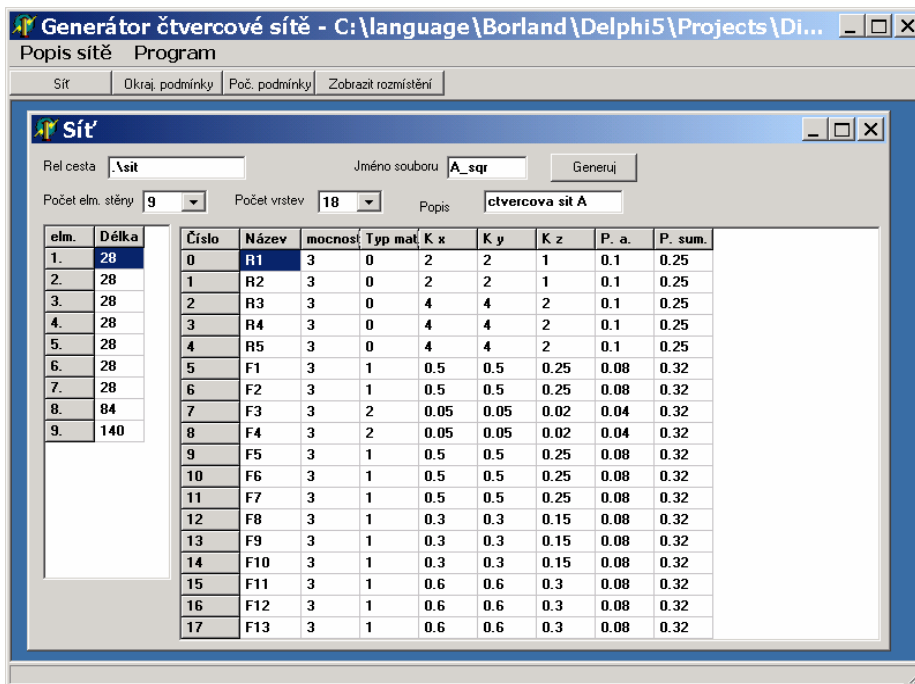 Generátor čtvercové sítě - C:\language\Borland\Delphi5\Projects\Di...
Popis sítě Program
Síť Okraj. podmínky Poč. podmínky Zobrazit rozmístění
Síť
Rel cesta .\sit Jméno souboru A_sqr Generuj
Počet elm. stěny 9 Počet vrstev 18 Popis ctvercova sit A
elm. Délka
1. 28
2. 28
3. 28
4. 28
5. 28
6. 28
7. 28
8. 84
9. 140
Číslo Název mocnost Typ mat K x K y K z P. a. P. sum.
0 R1 3 0 2 2 1 0.1 0.25
1 R2 3 0 2 2 1 0.1 0.25
2 R3 3 0 4 4 2 0.1 0.25
3 R4 3 0 4 4 2 0.1 0.25
4 R5 3 0 4 4 2 0.1 0.25
5 F1 3 1 0.5 0.5 0.25 0.08 0.32
6 F2 3 1 0.5 0.5 0.25 0.08 0.32
7 F3 3 2 0.05 0.05 0.02 0.04 0.32
8 F4 3 2 0.05 0.05 0.02 0.04 0.32
9 F5 3 1 0.5 0.5 0.25 0.08 0.32
10 F6 3 1 0.5 0.5 0.25 0.08 0.32
11 F7 3 1 0.5 0.5 0.25 0.08 0.32
12 F8 3 1 0.3 0.3 0.15 0.08 0.32
13 F9 3 1 0.3 0.3 0.15 0.08 0.32
14 F10 3 1 0.3 0.3 0.15 0.08 0.32
15 F11 3 1 0.6 0.6 0.3 0.08 0.32
16 F12 3 1 0.6 0.6 0.3 0.08 0.32
17 F13 3 1 0.6 0.6 0.3 0.08 0.32